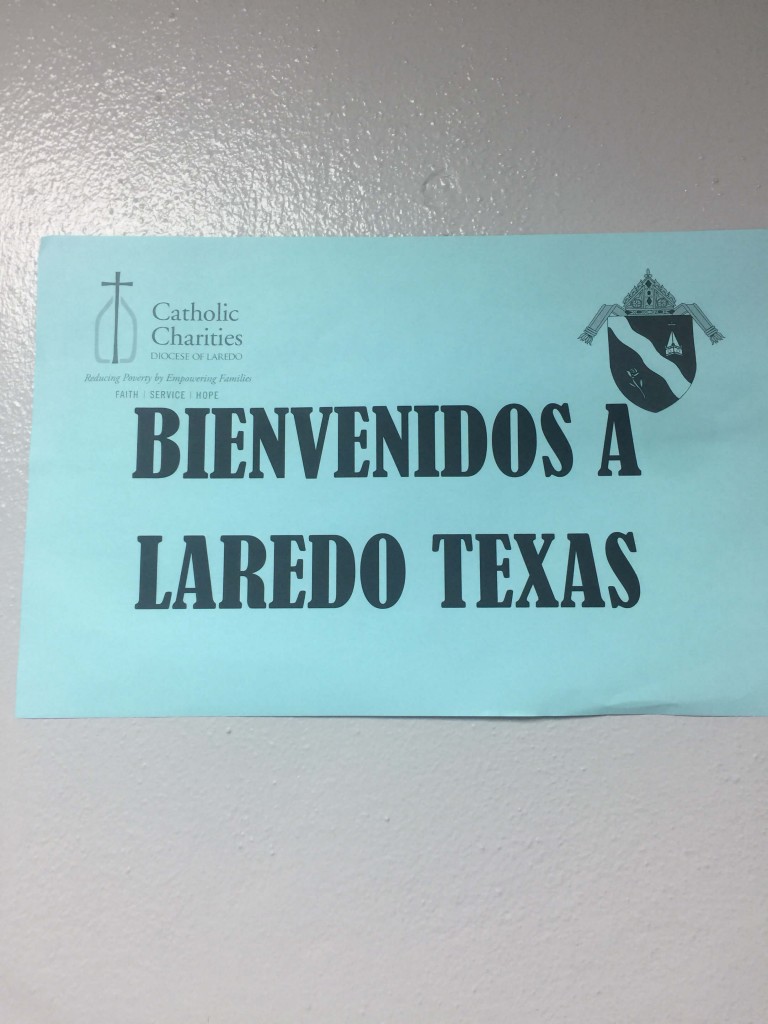 Catholic
Charities
DIOCESE OF LAREDO
Reducing Poverty by Empowering Families
FAITH | SERVICE | HOPE
BIENVENIDOS A
LAREDO TEXAS